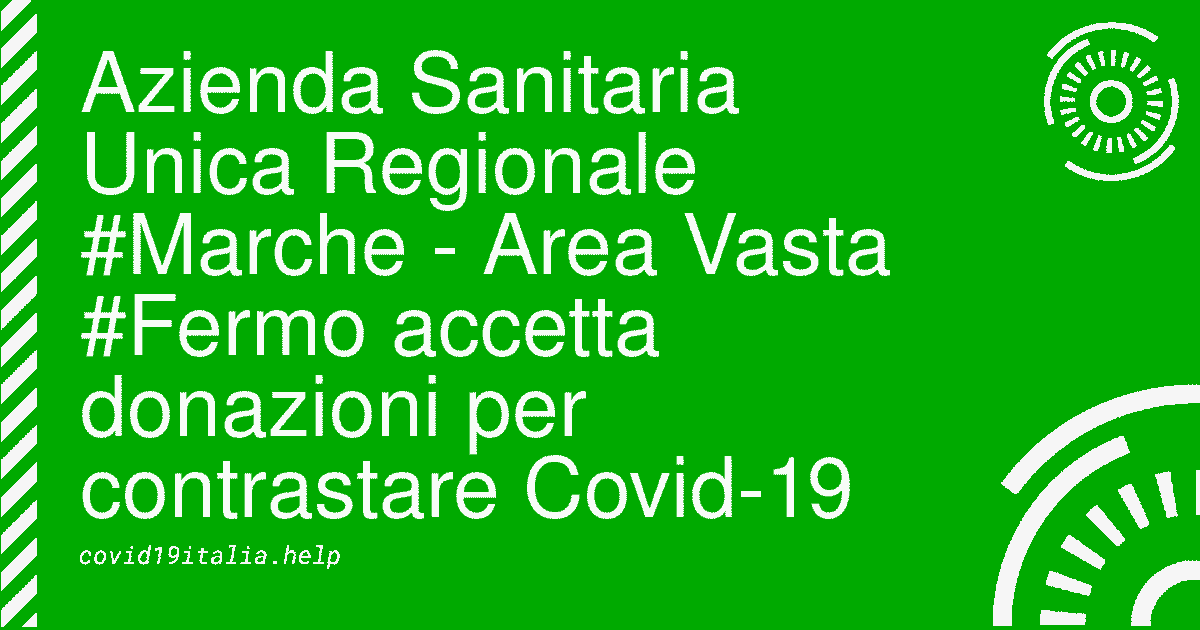 Azienda Sanitaria
Unica Regionale
#Marche - Area Vasta
#Fermo accetta
donazioni per
contrastare Covid-19
covid19italia.help